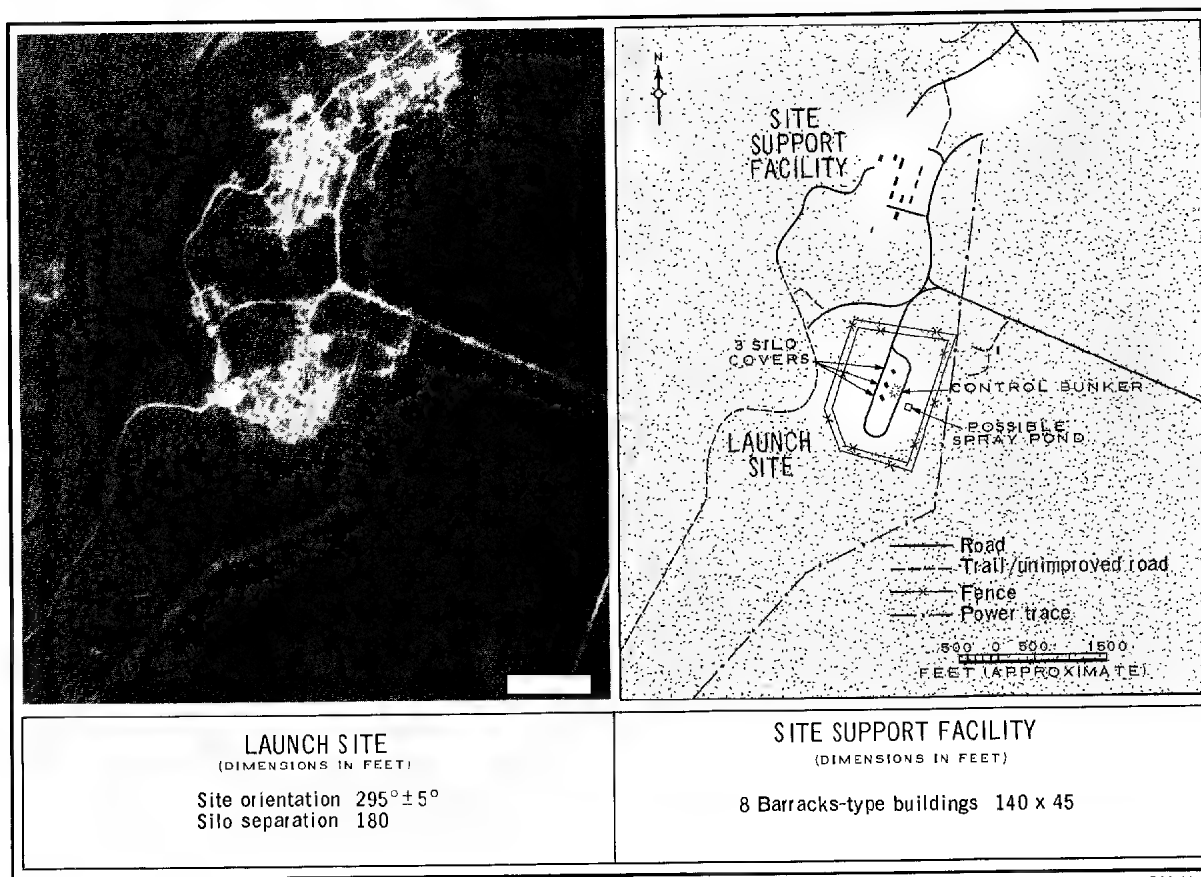 N
SITE
SUPPORT
FACILITY
3 SILO
COVERS
CONTROL BUNKER
POSSIBLE
SPRAY POND
LAUNCH
SITE
Road
Trail/unimproved road
Fence
Power trace
500 0 500 1500
FEET (APPROXIMATE)
LAUNCH SITE
(DIMENSIONS IN FEET)
Site orientation 295° ± 5°
Silo separation 180
SITE SUPPORT FACILITY
(DIMENSIONS IN FEET)
8 Barracks-type buildings 140 x 45